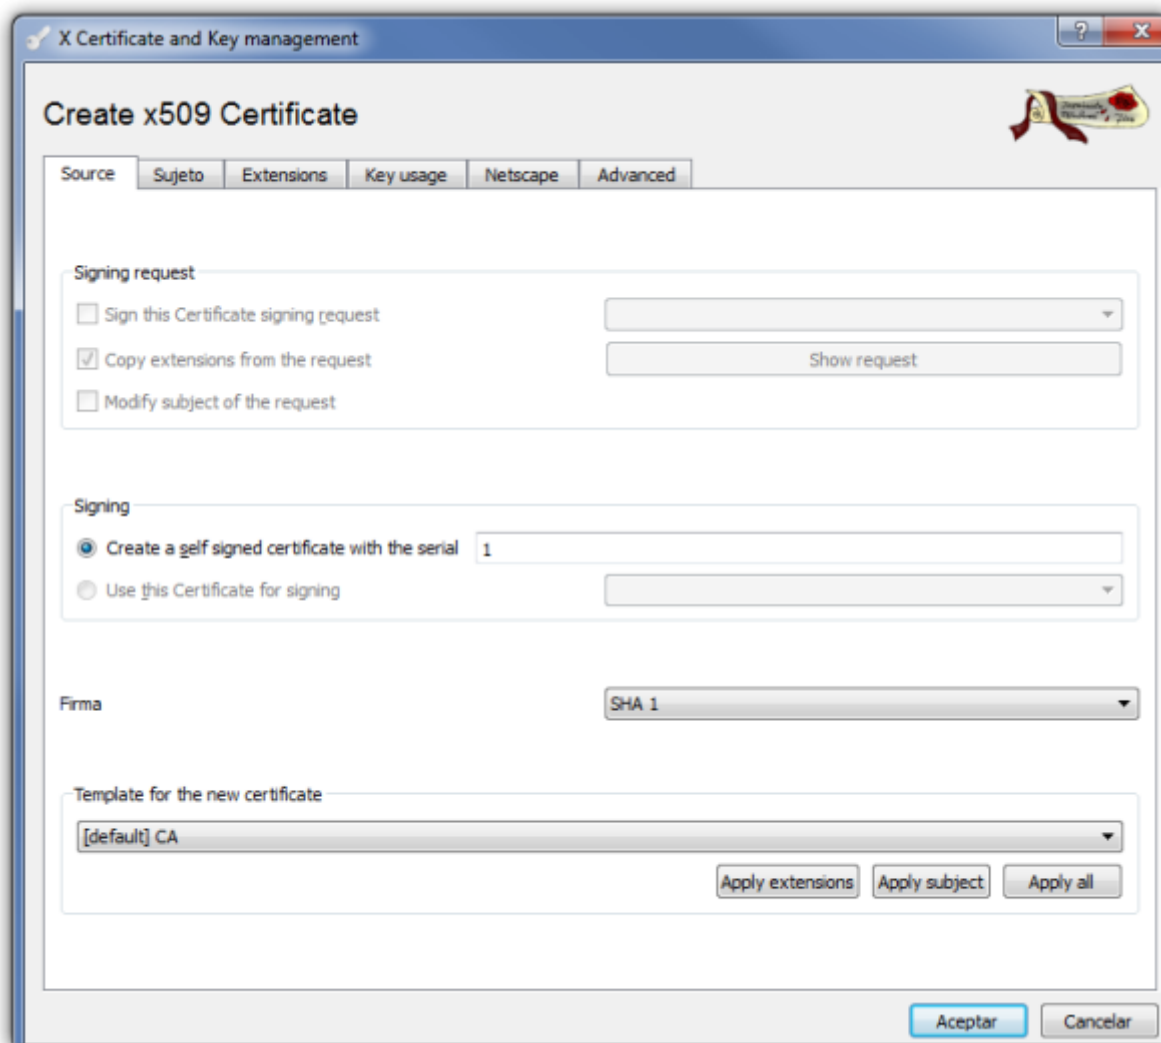 X Certificate and Key management
Create x509 Certificate
Source Sujeto Extensions Key usage Netscape Advanced
Signing request
Sign this Certificate signing request
Copy extensions from the request Show request
Modify subject of the request
Signing
Create a self signed certificate with the serial 1
Use this Certificate for signing
Firma SHA 1
Template for the new certificate
[default] CA
Apply extensions Apply subject Apply all
Aceptar Cancelar